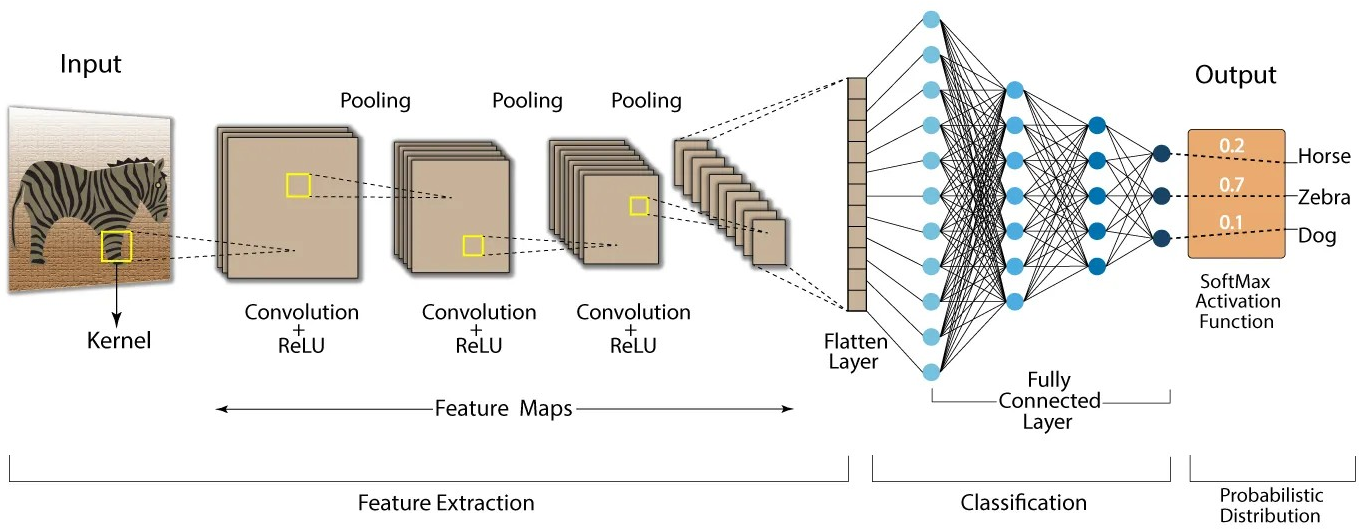 Input
Pooling
Pooling
Pooling
Output
0.2
Horse
0.7
Zebra
0.1
Dog
Kernel
Convolution
+
ReLU
Convolution
+
ReLU
Convolution
+
ReLU
Flatten
Layer
SoftMax
Activation
Function
Feature Maps
Fully
Connected
Layer
Feature Extraction
Classification
Probabilistic
Distribution